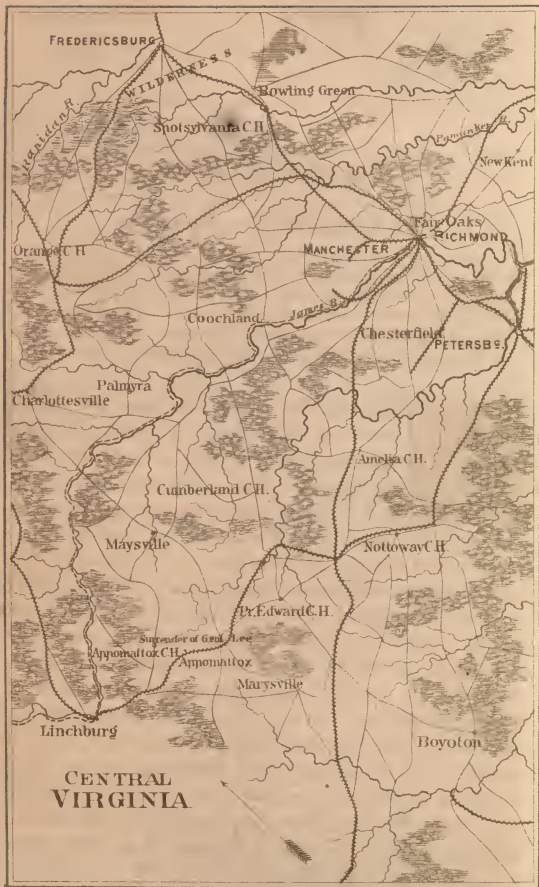 FREDERICSBURG
WILDERNESS
Rapidan R.
Bowling Green
Spotsylvania C.H.
Pamunkey R.
New Kent
Fair Oaks
RICHMOND
MANCHESTER
Orange C.H
Coochland
James R.
Chesterfield
PETERSBG.
Palmyra
Charlottesville
Amelia C.H.
Cumberland C.H.
Maysville
Nottoway C.H.
Pr. Edward C.H.
Surrender of Genl. Lee
Appomattox C.H.
Appomattox
Marysville
Linchburg
Boyoton
CENTRAL
VIRGINIA